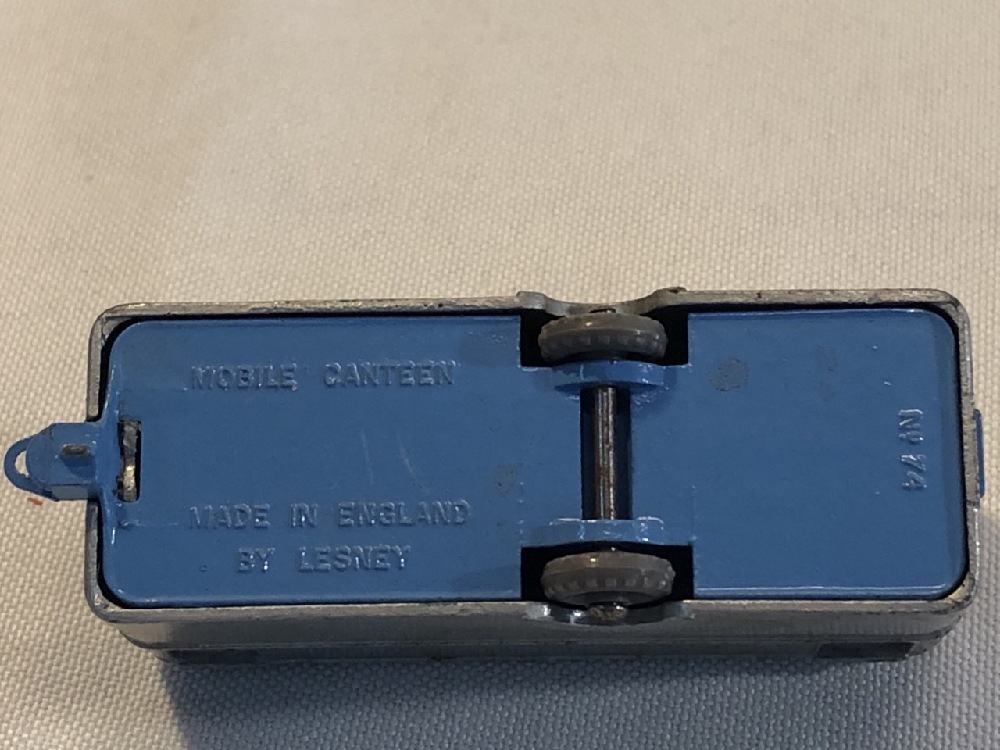 MOBILE CANTEEN
MADE IN ENGLAND
BY LESNEY
Nº 74